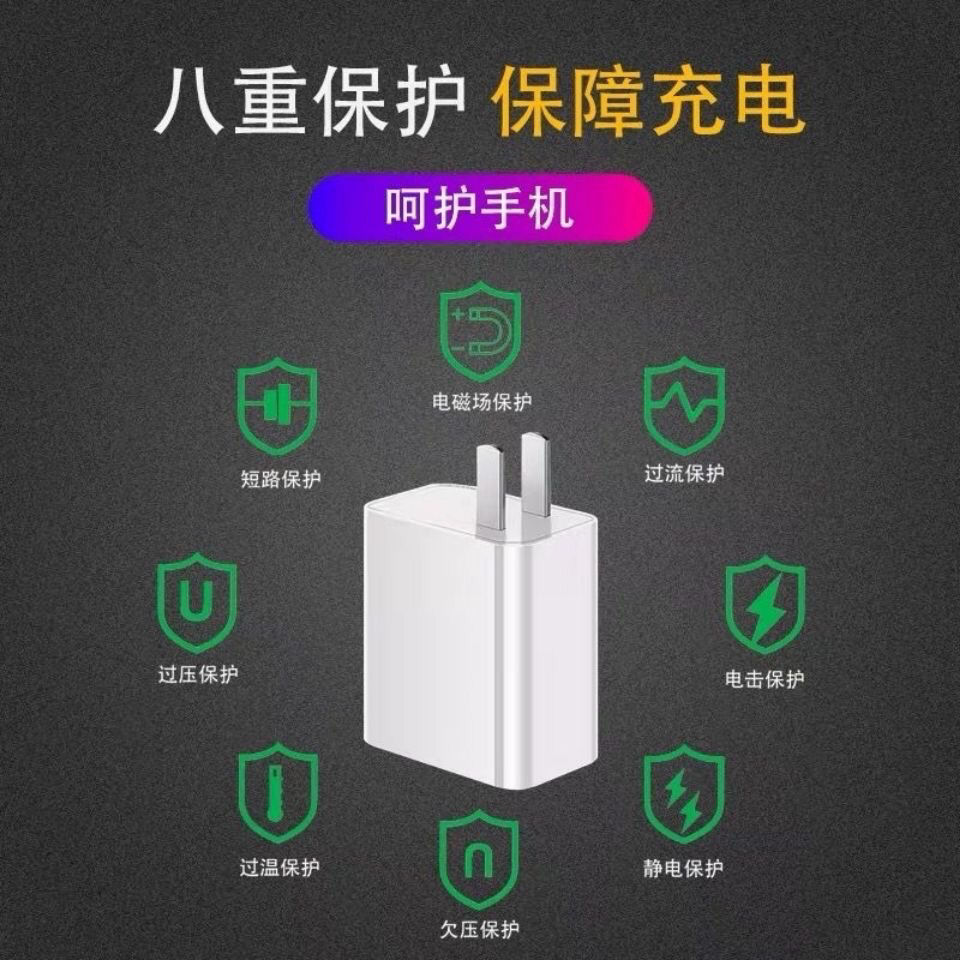 八重保护 保障充电
呵护手机
电磁场保护
短路保护
过流保护
U
过压保护
电击保护
过温保护
n
欠压保护
静电保护